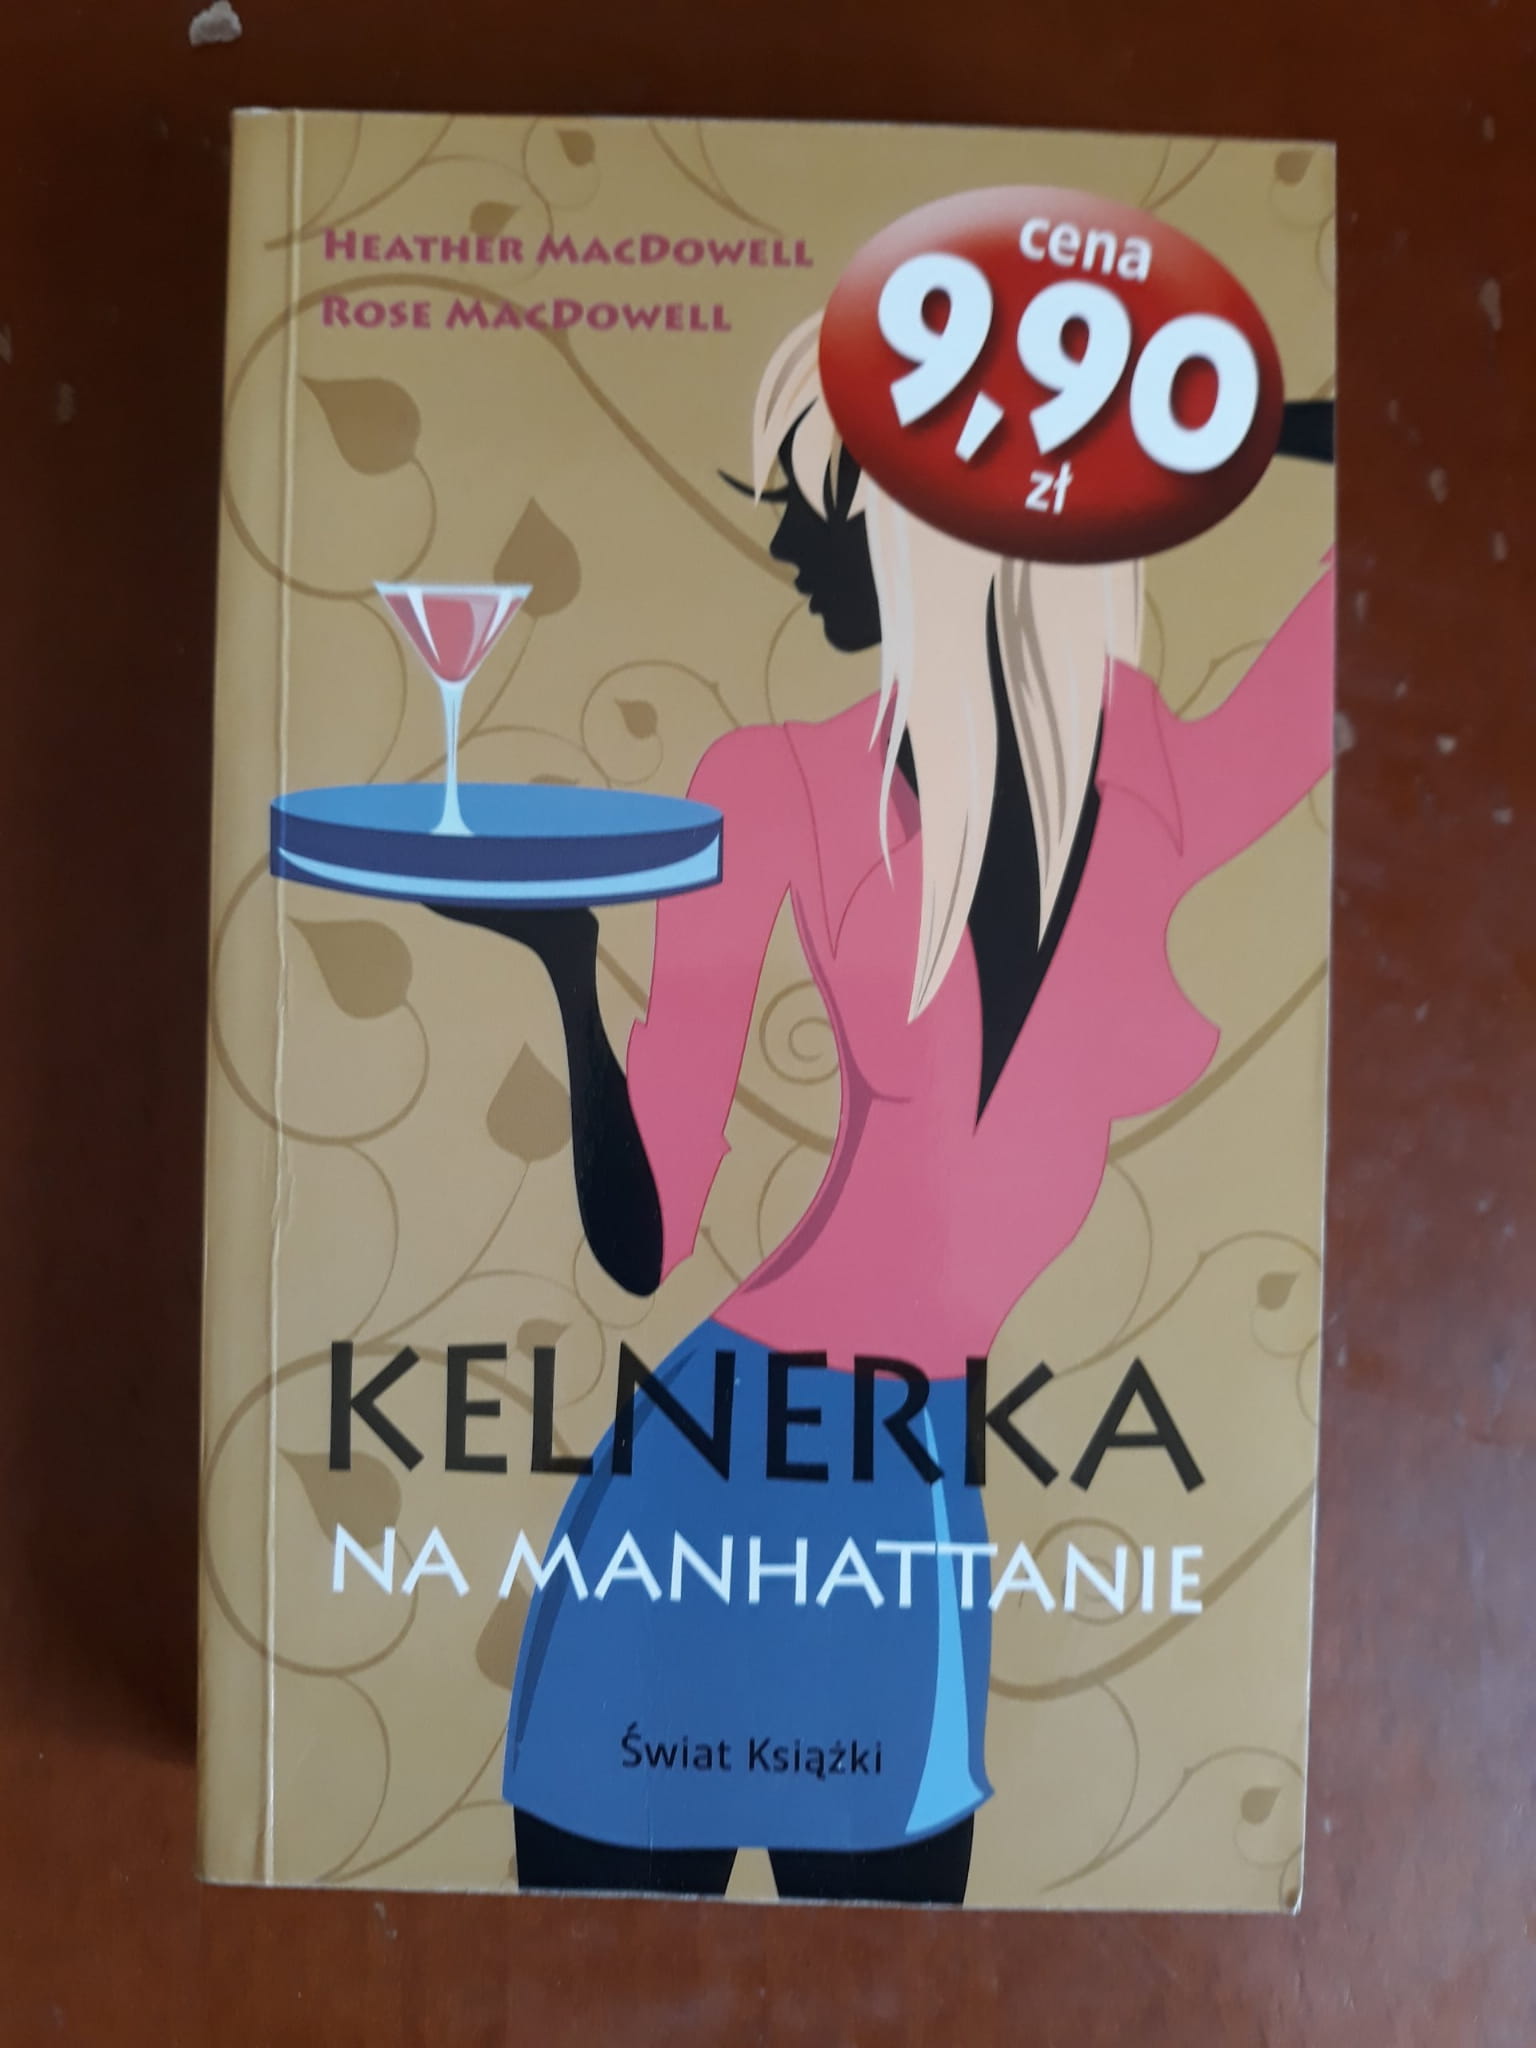 HEATHER MACDOWELL
ROSE MACDOWELL
cena
9,90
zł
KELNERKA
NA MANHATTANIE
Świat Książki